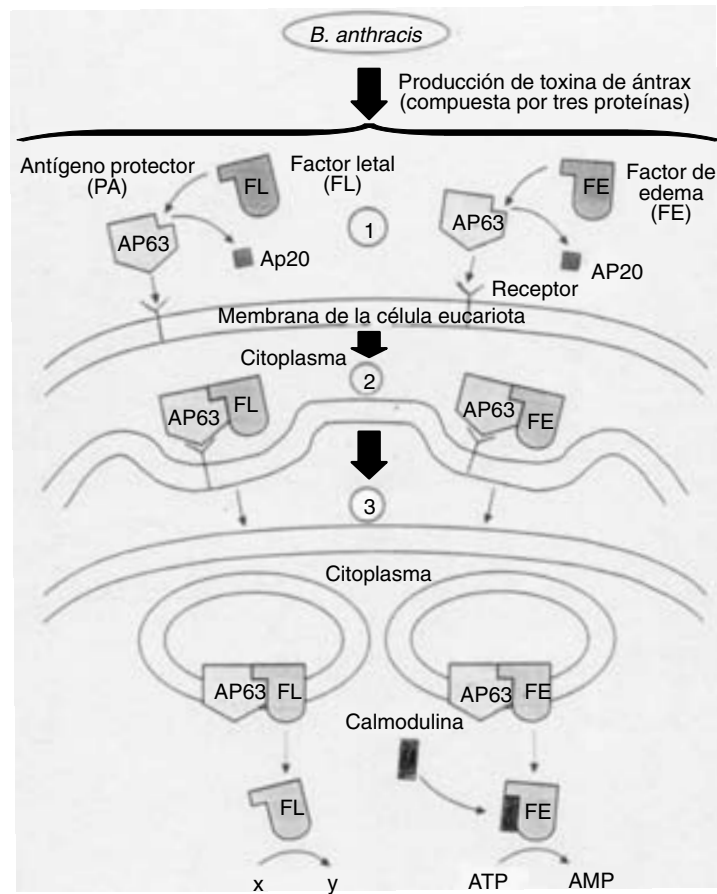 B. anthracis
Producción de toxina de ántrax
(compuesta por tres proteínas)
Antígeno protector
(PA)
FL
Factor letal
(FL)
FE
Factor de
edema
(FE)
AP63
Ap20
1
AP63
AP20
Receptor
Membrana de la célula eucariota
Citoplasma
2
AP63
FL
AP63
FE
3
Citoplasma
AP63
FL
AP63
FE
Calmodulina
FL
FE
x
y
ATP
AMP